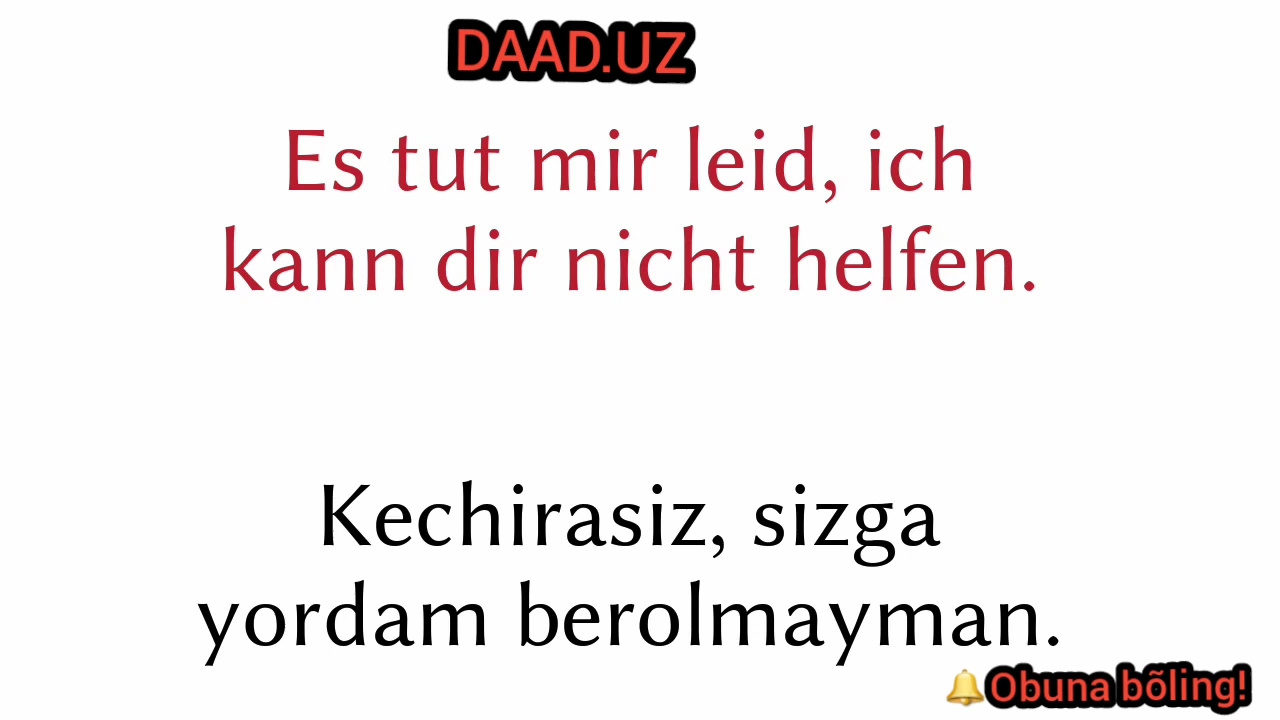 DAAD.UZ
Es tut mir leid, ich
kann dir nicht helfen.
Kechirasiz, sizga
yordam berolmayman.
🔔Obuna bõling!